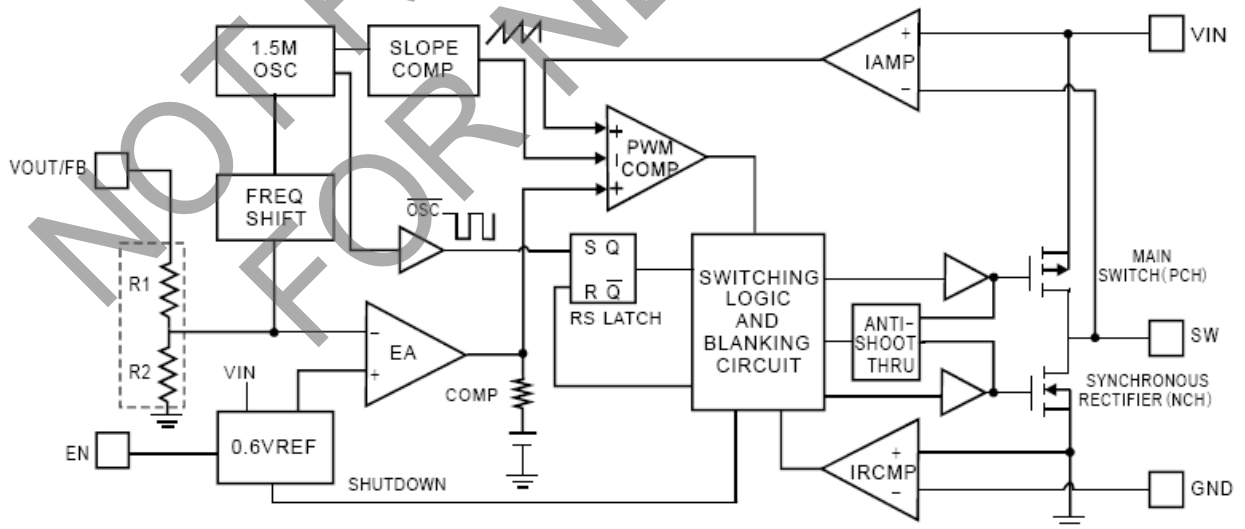 NOT R
FOR NE
1.5M
OSC
SLOPE
COMP
IAMP
+
−
VIN
VOUT/FB
FREQ
SHIFT
+
PWM
COMP
+
OSC
R1
R2
S Q
R Q
RS LATCH
SWITCHING
LOGIC
AND
BLANKING
CIRCUIT
ANTI-
SHOOT
THRU
MAIN
SWITCH(PCH)
SW
SYNCHRONOUS
RECTIFIER (NCH)
−
EA
+
VIN
COMP
EN
0.6VREF
SHUTDOWN
+
IRCMP
−
GND